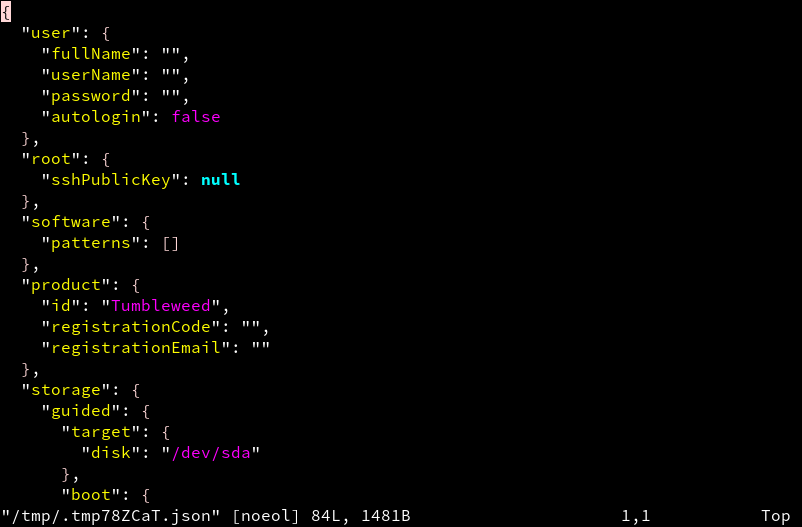 {
  "user": {
    "fullName": "",
    "userName": "",
    "password": "",
    "autologin": false
  },
  "root": {
    "sshPublicKey": null
  },
  "software": {
    "patterns": []
  },
  "product": {
    "id": "Tumbleweed",
    "registrationCode": "",
    "registrationEmail": ""
  },
  "storage": {
    "guided": {
      "target": {
        "disk": "/dev/sda"
      },
      "boot": {
"/tmp/.tmp78ZCaT.json" [noeol] 84L, 1481B 1,1 Top